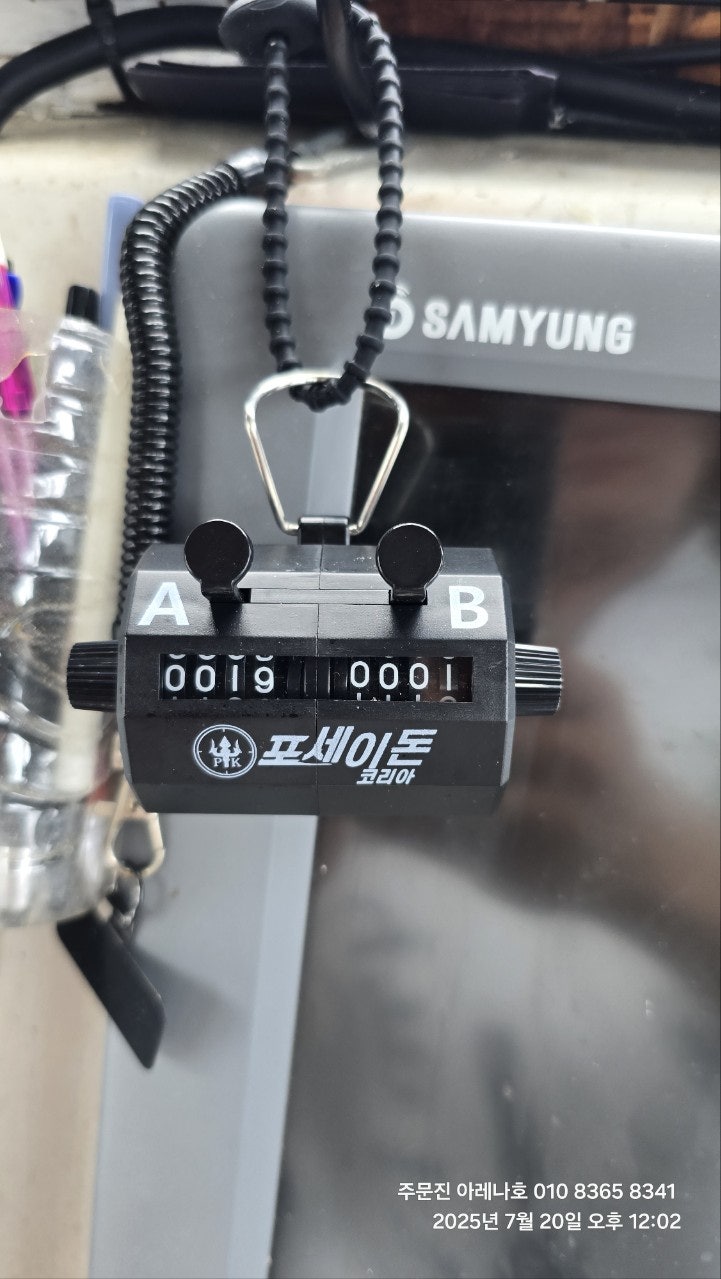 SAMYUNG
A B
0019 0001
PK 포세이돈
코리아
주문진 아레나호 010 8365 8341
2025년 7월 20일 오후 12:02